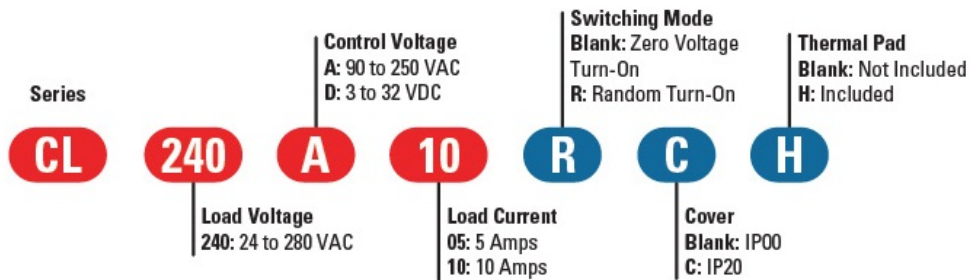 Switching Mode
Blank: Zero Voltage
Turn-On
R: Random Turn-On
Control Voltage
A: 90 to 250 VAC
D: 3 to 32 VDC
Thermal Pad
Blank: Not Included
H: Included
Series
CL 240 A 10 R C H
Load Voltage
240: 24 to 280 VAC
Load Current
05: 5 Amps
10: 10 Amps
Cover
Blank: IP00
C: IP20